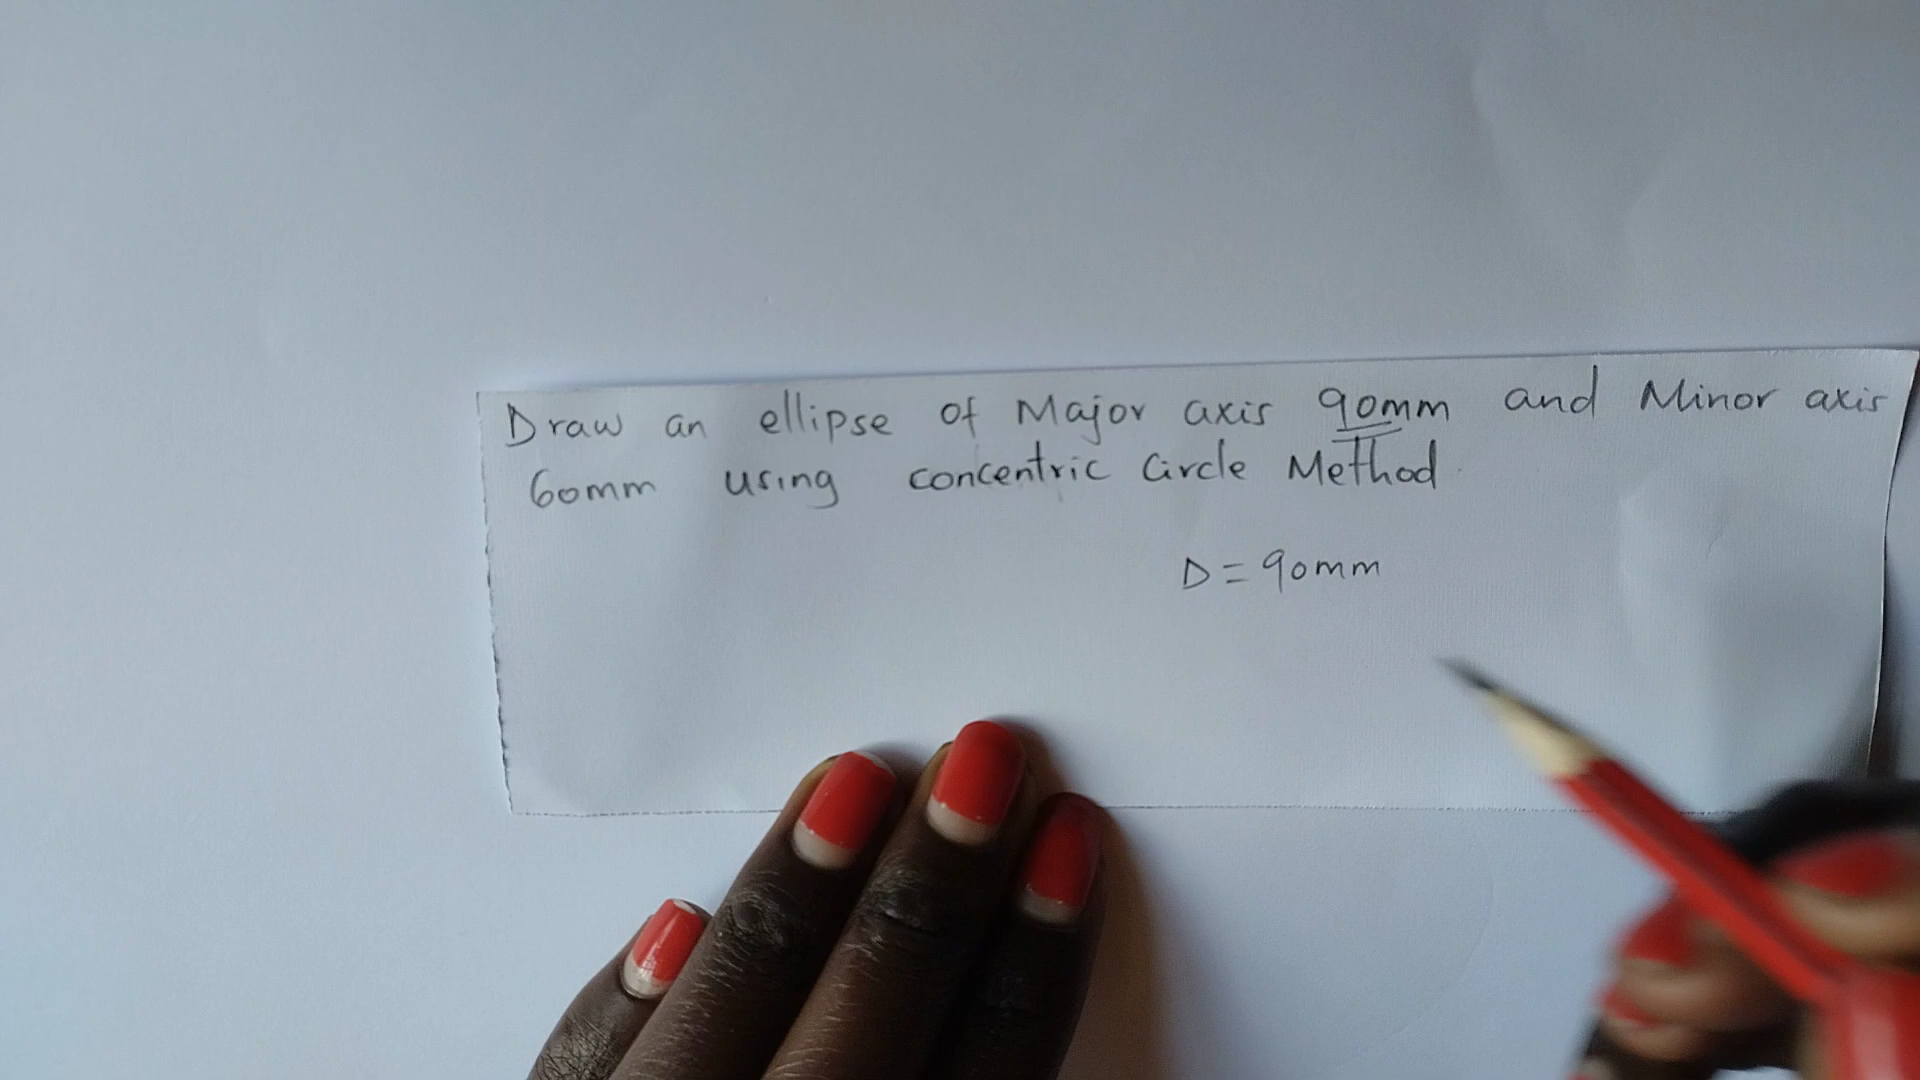 Draw an ellipse of Major axis 90mm and Minor axis
60mm using concentric Circle Method
D = 90mm